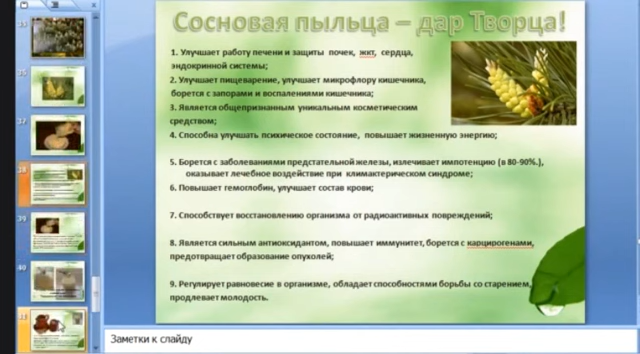 Сосновая пыльца – дар Творца!
1. Улучшает работу печени и защиты почек, жкт, сердца,
эндокринной системы;
2. Улучшает пищеварение, улучшает микрофлору кишечника,
борется с запорами и воспалениями кишечника;
3. Является общепризнанным уникальным косметическим
средством;
4. Способна улучшать психическое состояние, повышает жизненную энергию;
5. Борется с заболеваниями предстательной железы, излечивает импотенцию (в 80-90%.),
оказывает лечебное воздействие при климактерическом синдроме;
6. Повышает гемоглобин, улучшает состав крови;
7. Способствует восстановлению организма от радиоактивных повреждений;
8. Является сильным антиоксидантом, повышает иммунитет, борется с карцирогенами,
предотвращает образование опухолей;
9. Регулирует равновесие в организме, обладает способностями борьбы со старением,
продлевает молодость.
37
39
40
Заметки к слайду